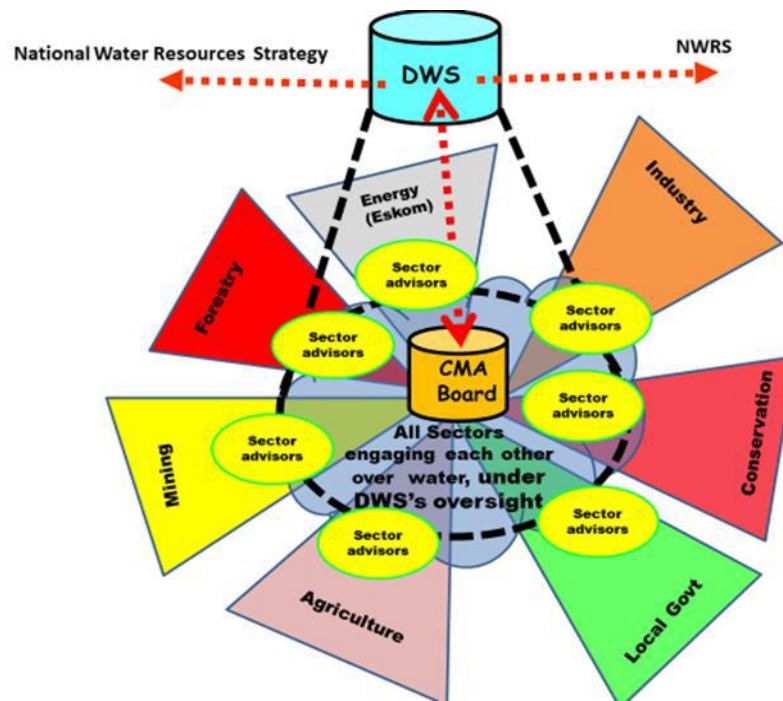 National Water Resources Strategy
NWRS
DWS
Energy
(Eskom)
Industry
Forestry
Sector
advisors
Sector
advisors
Sector
advisors
CMA
Board
Sector
advisors
Conservation
Mining
Sector
advisors
All Sectors
engaging each other
over water, under
DWS's oversight
Sector
advisors
Sector
advisors
Agriculture
Local Govt